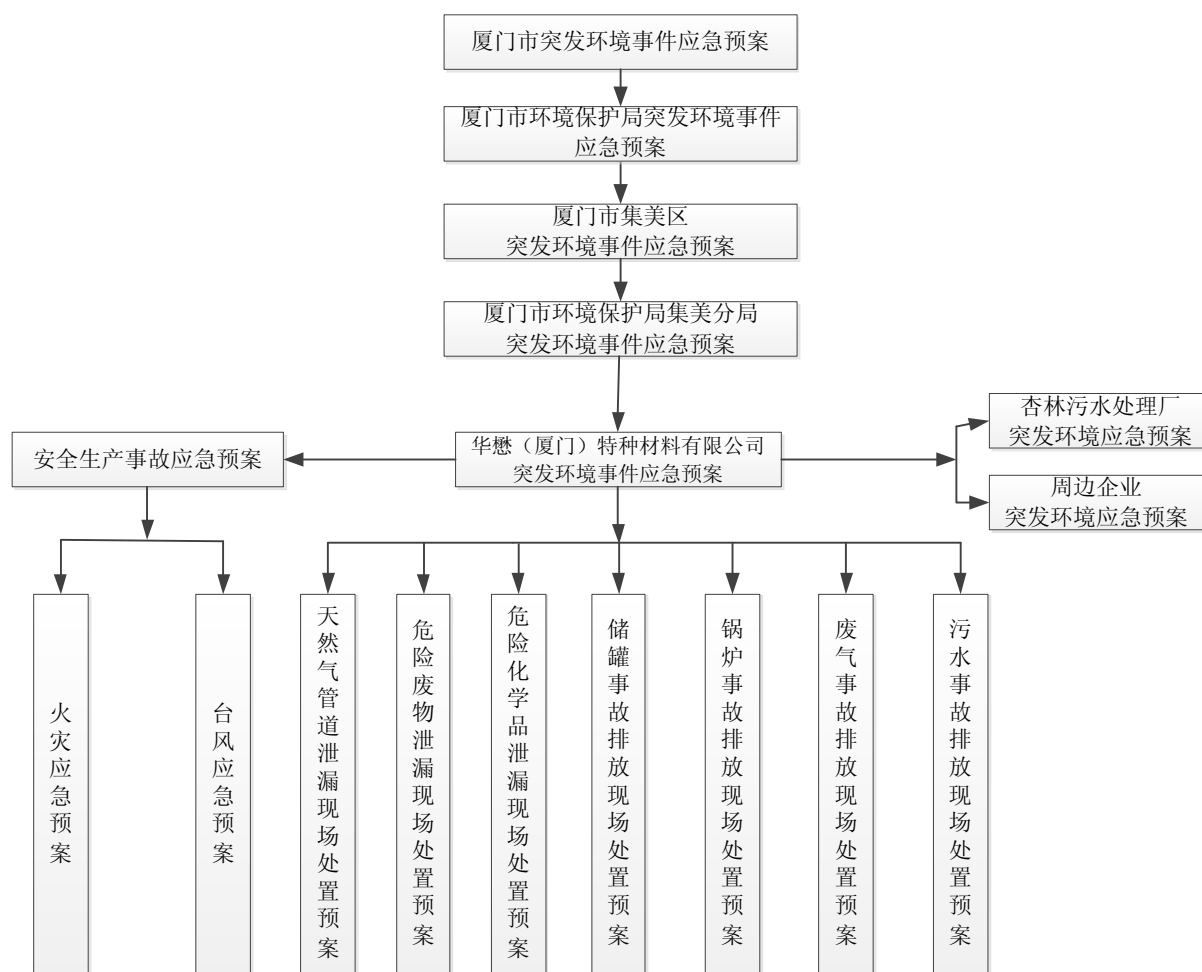 厦门市突发环境事件应急预案
厦门市环境保护局突发环境事件
应急预案
厦门市集美区
突发环境事件应急预案
厦门市环境保护局集美分局
突发环境事件应急预案
安全生产事故应急预案
华懋（厦门）特种材料有限公司
突发环境事件应急预案
杏林污水处理厂
突发环境应急预案
周边企业
突发环境应急预案
火灾应急预案
台风应急预案
天然气管道泄漏现场处置预案
危险废物泄漏现场处置预案
危险化学品泄漏现场处置预案
储罐事故排放现场处置预案
锅炉事故排放现场处置预案
废气事故排放现场处置预案
污水事故排放现场处置预案